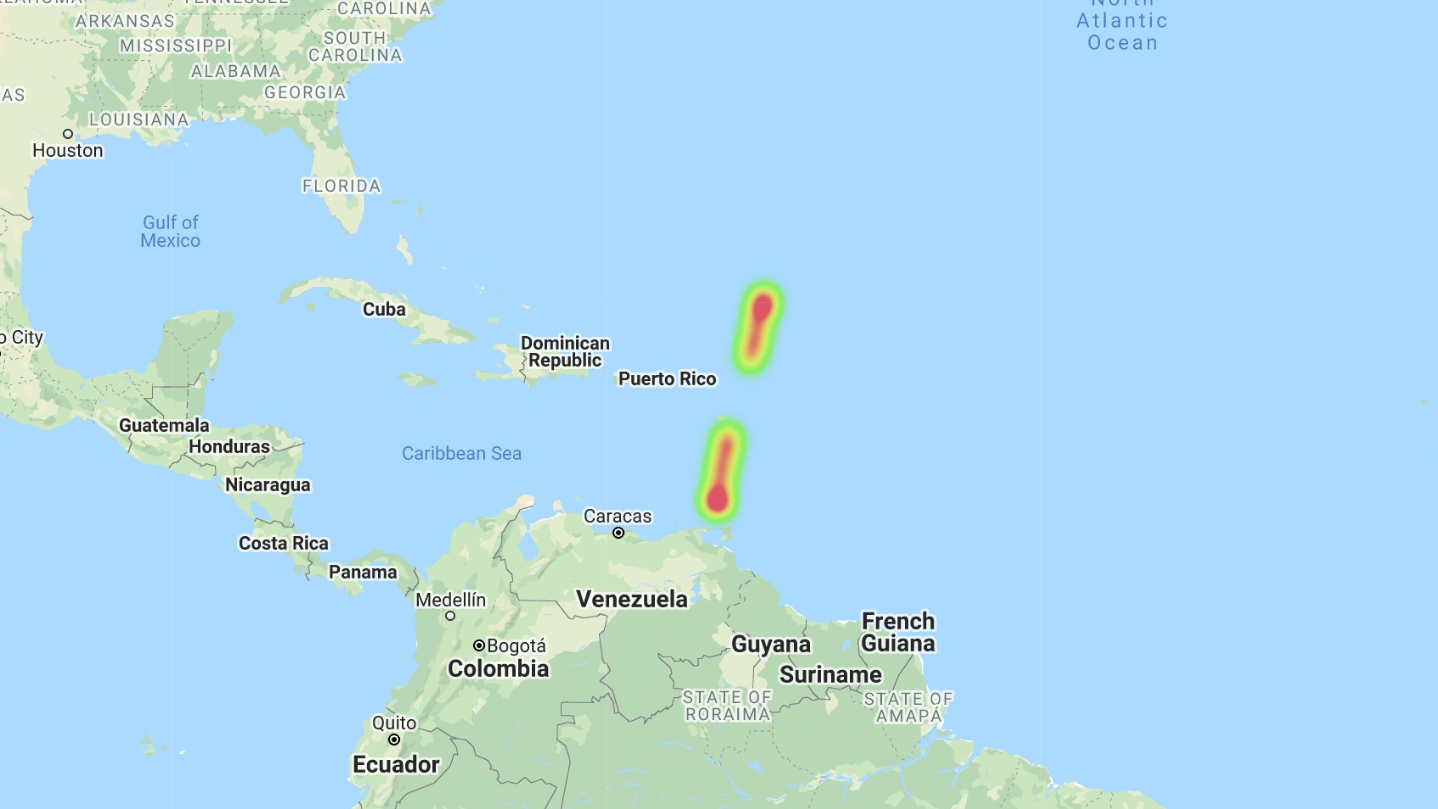 CAROLINA
ARKANSAS
North
Atlantic
Ocean
MISSISSIPPI
SOUTH
CAROLINA
ALABAMA
GEORGIA
AS
LOUISIANA
Houston
FLORIDA
Gulf of
Mexico
Cuba
o City
Dominican
Republic
Puerto Rico
Guatemala
Honduras
Caribbean Sea
Nicaragua
Caracas
Costa Rica
Panama
Medellín
Venezuela
French
Guiana
Bogotá
Guyana
Colombia
Suriname
STATE OF
RORAIMA
STATE OF
AMAPÁ
Quito
Ecuador